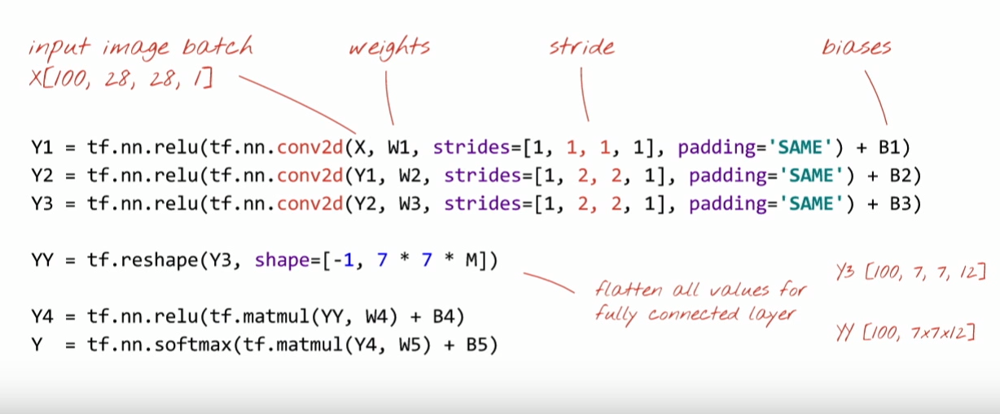 input image batch
X[100, 28, 28, 1]
weights
stride
biases
Y1 = tf.nn.relu(tf.nn.conv2d(X, W1, strides=[1, 1, 1, 1], padding='SAME') + B1)
Y2 = tf.nn.relu(tf.nn.conv2d(Y1, W2, strides=[1, 2, 2, 1], padding='SAME') + B2)
Y3 = tf.nn.relu(tf.nn.conv2d(Y2, W3, strides=[1, 2, 2, 1], padding='SAME') + B3)
YY = tf.reshape(Y3, shape=[-1, 7 * 7 * M])
flatten all values for
fully connected layer
Y3 [100, 7, 7, 12]
YY [100, 7x7x12]
Y4 = tf.nn.relu(tf.matmul(YY, W4) + B4)
Y = tf.nn.softmax(tf.matmul(Y4, W5) + B5)